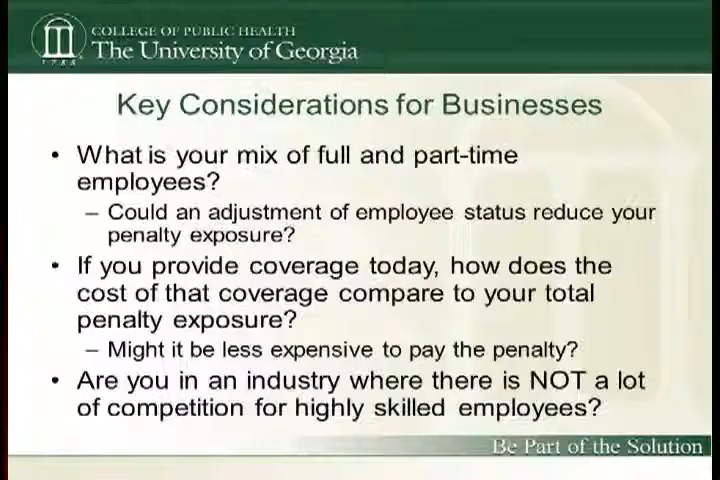 COLLEGE OF PUBLIC HEALTH
The University of Georgia
1785
Key Considerations for Businesses
• What is your mix of full and part-time
employees?
– Could an adjustment of employee status reduce your
penalty exposure?
• If you provide coverage today, how does the
cost of that coverage compare to your total
penalty exposure?
– Might it be less expensive to pay the penalty?
• Are you in an industry where there is NOT a lot
of competition for highly skilled employees?
Be Part of the Solution